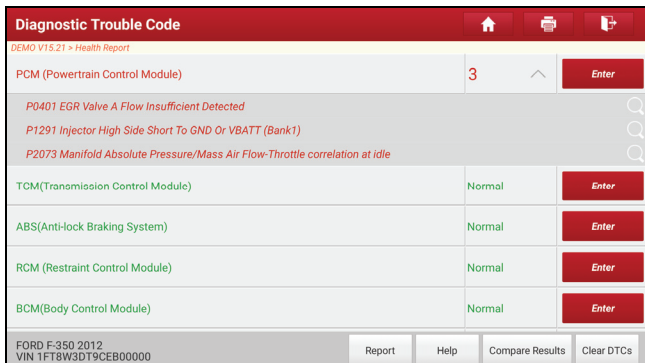 Diagnostic Trouble Code
DEMO V15.21 > Health Report
PCM (Powertrain Control Module) 3 Enter
P0401 EGR Valve A Flow Insufficient Detected
P1291 Injector High Side Short To GND Or VBATT (Bank1)
P2073 Manifold Absolute Pressure/Mass Air Flow-Throttle correlation at idle
TCM(Transmission Control Module) Normal Enter
ABS(Anti-lock Braking System) Normal Enter
RCM (Restraint Control Module) Normal Enter
BCM(Body Control Module) Normal Enter
FORD F-350 2012
VIN 1FT8W3DT9CEB00000
Report Help Compare Results Clear DTCs